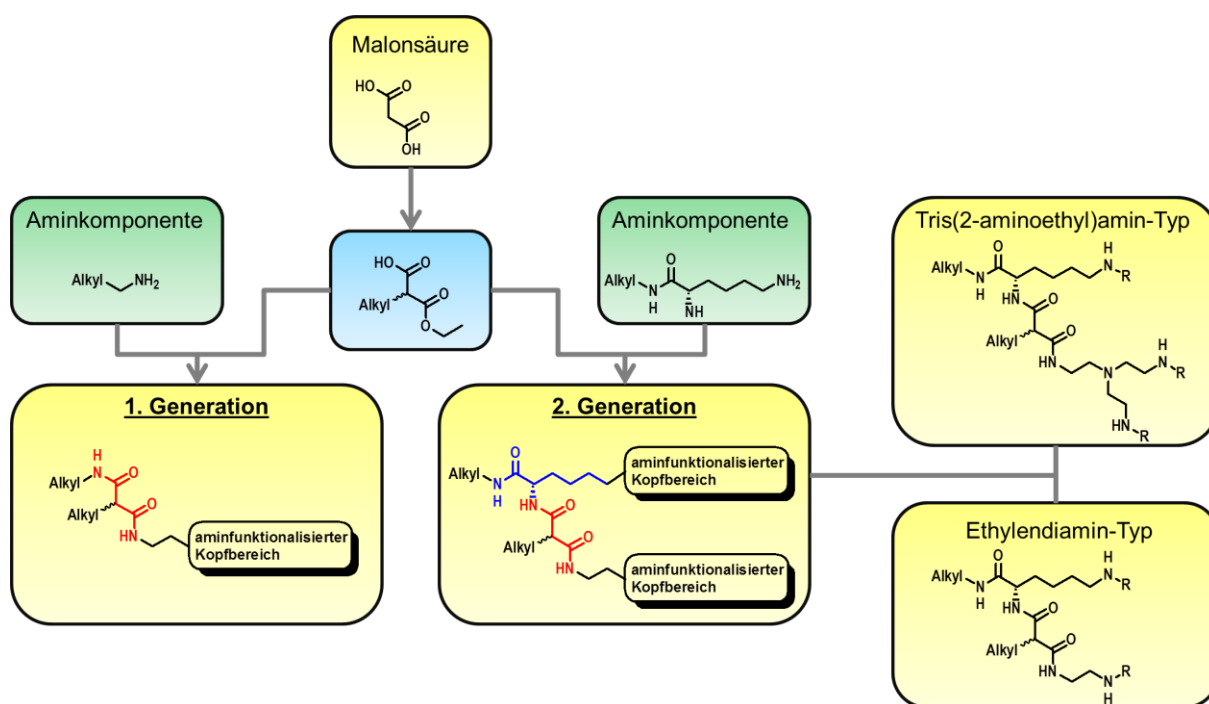 Malonsäure
HO
O
O
OH
Aminkomponente
Alkyl
NH₂
HO
O
O
Alkyl
O
Aminkomponente
O
Alkyl
N
H
NH
NH₂
1. Generation
H
N
O
Alkyl
O
Alkyl
HN
aminfunktionalisierter
Kopfbereich
2. Generation
O
Alkyl
N
H
HN
O
O
Alkyl
HN
aminfunktionalisierter
Kopfbereich
aminfunktionalisierter
Kopfbereich
Tris(2-aminoethyl)amin-Typ
H
O
N
R
Alkyl
N
H
HN
O
O
Alkyl
HN
N
H
N
R
HN
R
Ethylendiamin-Typ
H
O
N
R
Alkyl
N
H
HN
O
O
Alkyl
HN
N
R
H